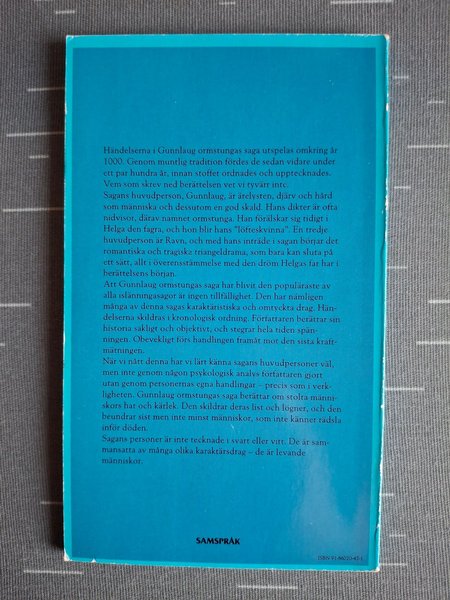 Händelserna i Gunnlaug ormstungas saga utspelas omkring år
1000. Genom muntlig tradition fördes de sedan vidare under
ett par hundra år, innan stoffet ordnades och upptecknades.
Vem som skrev ned berättelsen vet vi tyvärr inte.
Sagans huvudperson, Gunnlaug, är ärelysten, djärv och hård
som människa och dessutom en god skald. Hans dikter är ofta
nidvisor, därav namnet ormstunga. Han förälskar sig tidigt i
Helga den fagra, och hon blir hans "löfteskvinna". En tredje
huvudperson är Ravn, och med hans inträde i sagan börjar det
romantiska och tragiska triangeldrama, som bara kan sluta på
ett sätt, allt i överensstämmelse med den dröm Helgas far har i
berättelsens början.
Att Gunnlaug ormstungas saga har blivit den populäraste av
alla islänningasagor är ingen tillfällighet. Den har nämligen
många av dessa sagas karaktäristiska och omtyckta drag. Hän-
delserna skildras i kronologisk ordning. Författaren berättar sin
historia sakligt och objektivt, och stegrar hela tiden spän-
ningen. Obevekligt förs handlingen framåt mot den sista kraft-
mätningen.
När vi nått denna har vi lärt känna sagans huvudpersoner väl,
men inte genom någon psykologisk analys författaren gjort
utan genom personernas egna handlingar – precis som i verk-
ligheten. Gunnlaug ormstungas saga berättar om stolta männi-
skors hat och kärlek. Den skildrar deras list och lögner, och den
beundrar sist men inte minst människor, som inte känner rädsla
inför döden.
Sagans personer är inte tecknade i svart eller vitt. De är sam-
mansatta av många olika karaktärsdrag – de är levande
människor.
SAMSPRÅK
ISBN 91-86020-43-1